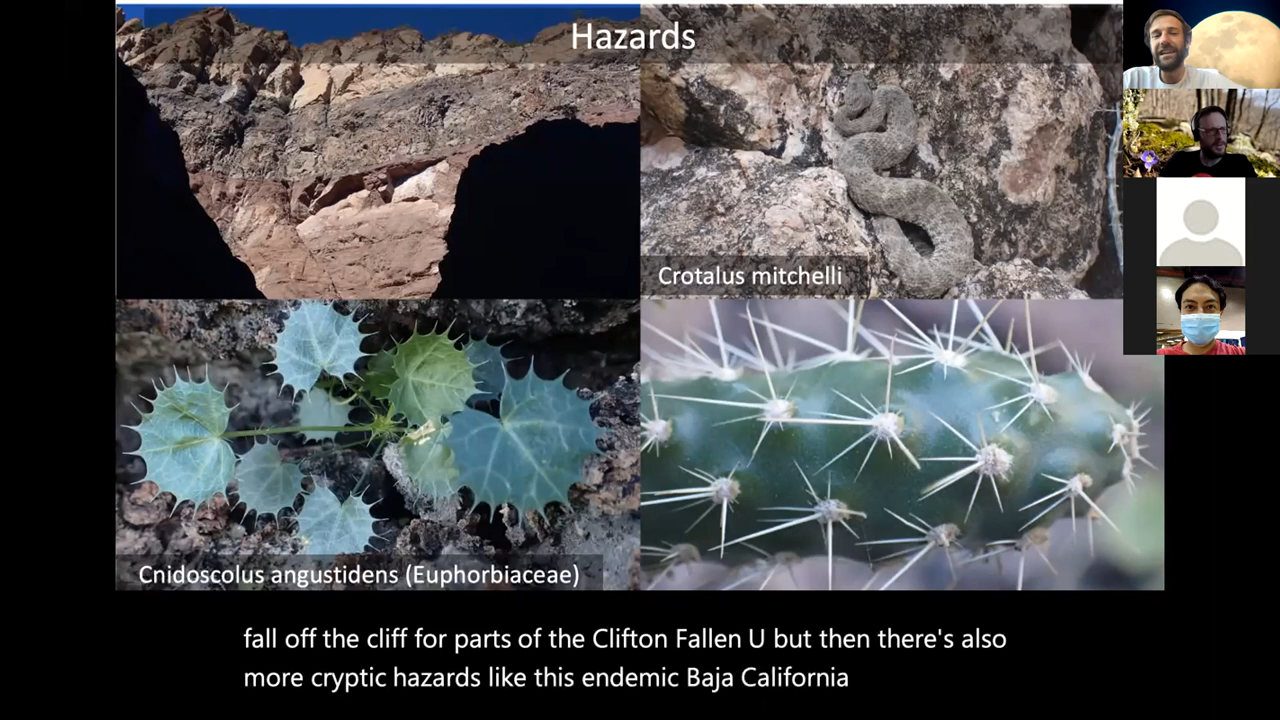 Hazards
Crotalus mitchelli
Cnidoscolus angustidens (Euphorbiaceae)
fall off the cliff for parts of the Clifton Fallen U but then there's also
more cryptic hazards like this endemic Baja California